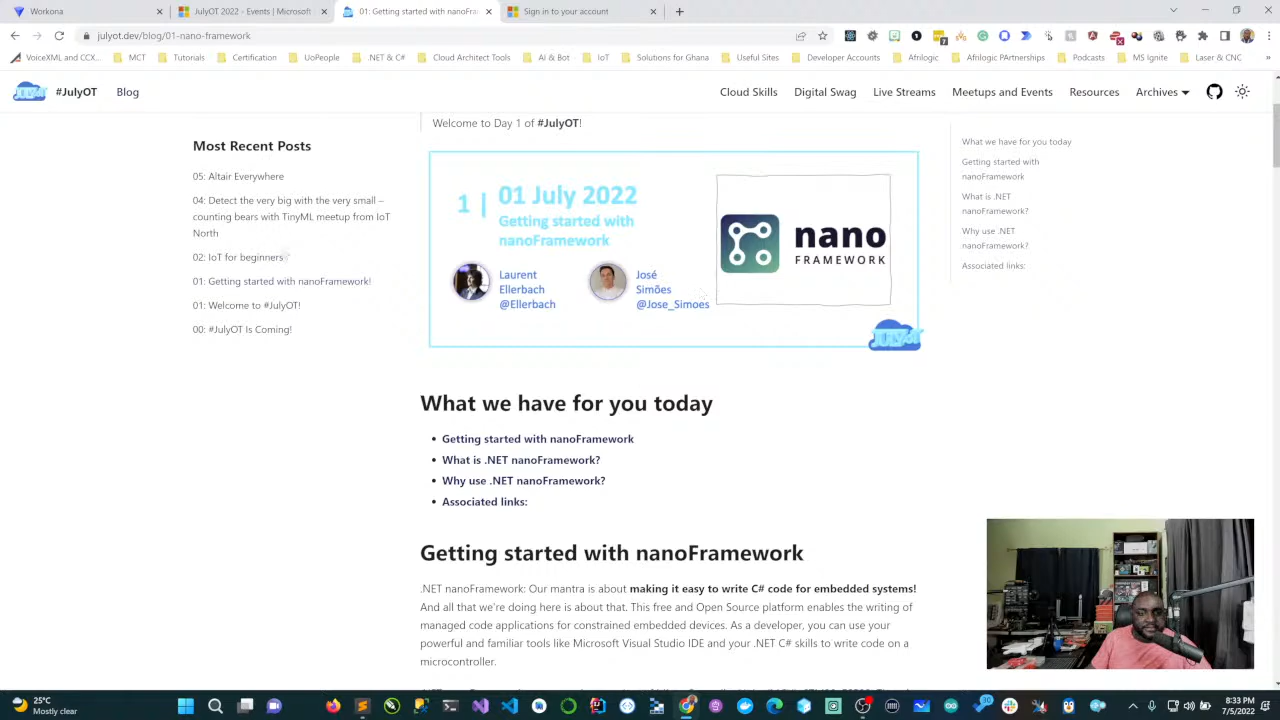 Workona
JulyOT 2022 - Events | Microsoft
01: Getting started with nanoFra
Sign in to your account
julyot.dev/blog/01-nano-framework
VoiceXML and CCX...
MCT
Tutorials
Certification
UoPeople
.NET & C#
Cloud Architect Tools
AI & Bot
IoT
Solutions for Ghana
Useful Sites
Developer Accounts
Afrilogic
Afrilogic PArtnerships
Podcasts
MS Ignite
Laser & CNC
»
#JulyOT
Blog
Cloud Skills
Digital Swag
Live Streams
Meetups and Events
Resources
Archives
Most Recent Posts
05: Altair Everywhere
04: Detect the very big with the very small –
counting bears with TinyML meetup from IoT
North
02: IoT for beginners
01: Getting started with nanoFramework!
01: Welcome to #JulyOT!
00: #JulyOT Is Coming!
Welcome to Day 1 of #JulyOT!
1 | 01 July 2022
Getting started with
nanoFramework
Laurent
Ellerbach
@Ellerbach
José
Simões
@Jose_Simoes
nano
FRAMEWORK
JULYOT
What we have for you today
• Getting started with nanoFramework
• What is .NET nanoFramework?
• Why use .NET nanoFramework?
• Associated links:
Getting started with nanoFramework
.NET nanoFramework: Our mantra is about making it easy to write C# code for embedded systems!
And all that we're doing here is about that. This free and Open Source platform enables the writing of
managed code applications for constrained embedded devices. As a developer, you can use your
powerful and familiar tools like Microsoft Visual Studio IDE and your .NET C# skills to write code on a
microcontroller.
What we have for you today
Getting started with
nanoFramework
What is .NET
nanoFramework?
Why use .NET
nanoFramework?
Associated links:
25°C
Mostly clear
8:33 PM
7/5/2022